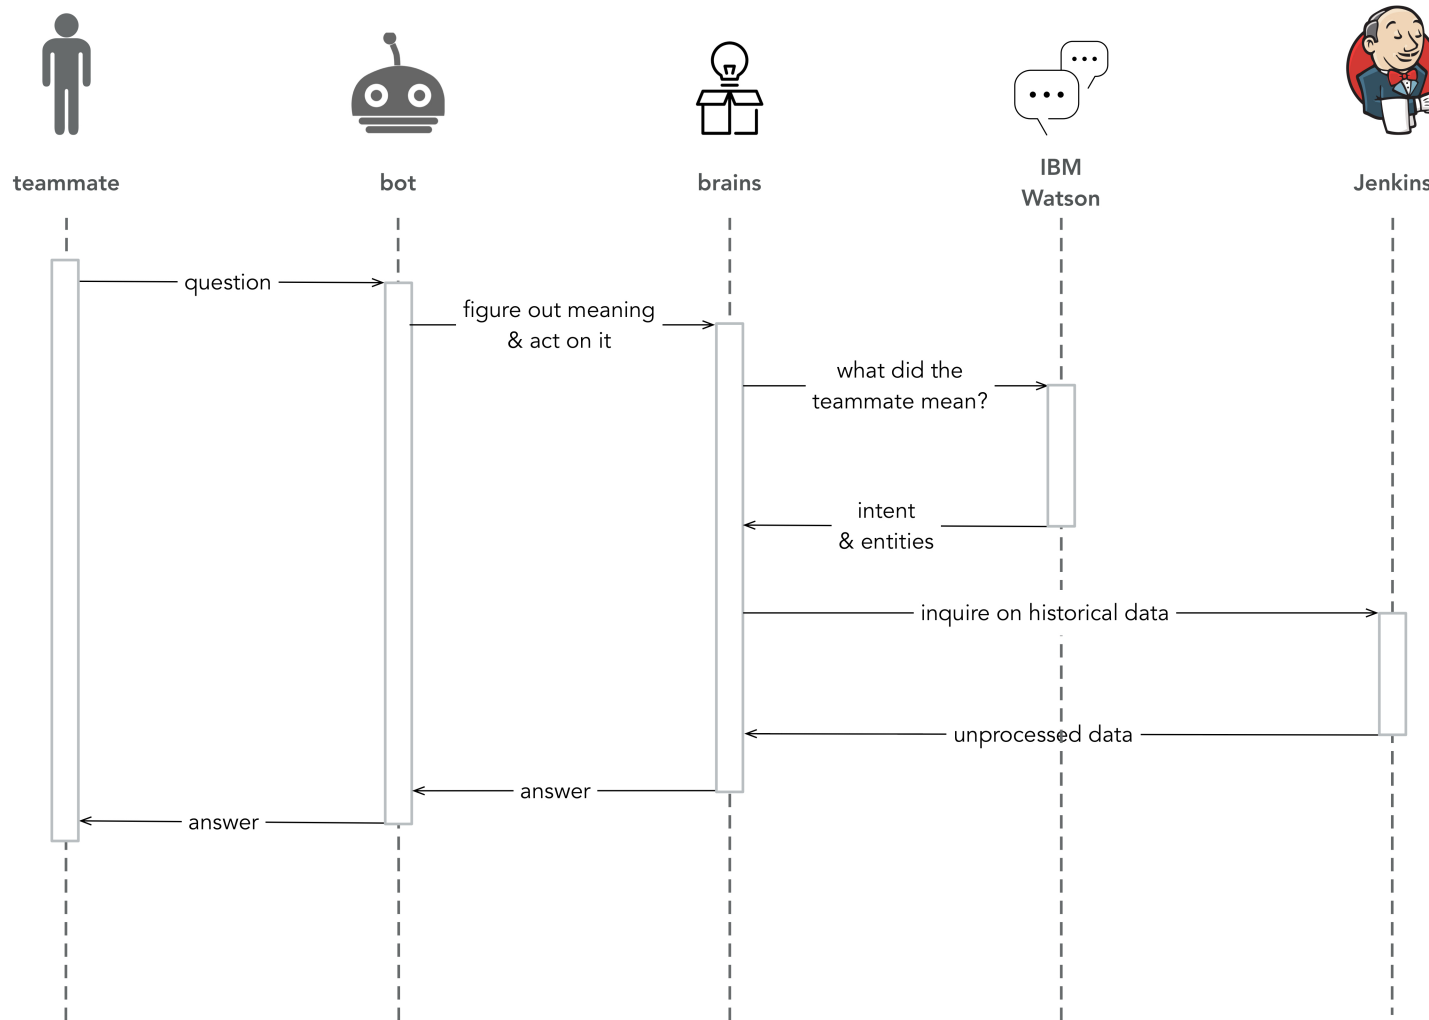 teammate
bot
brains
IBM
Watson
Jenkins
question
figure out meaning
& act on it
what did the
teammate mean?
intent
& entities
inquire on historical data
unprocessed data
answer
answer